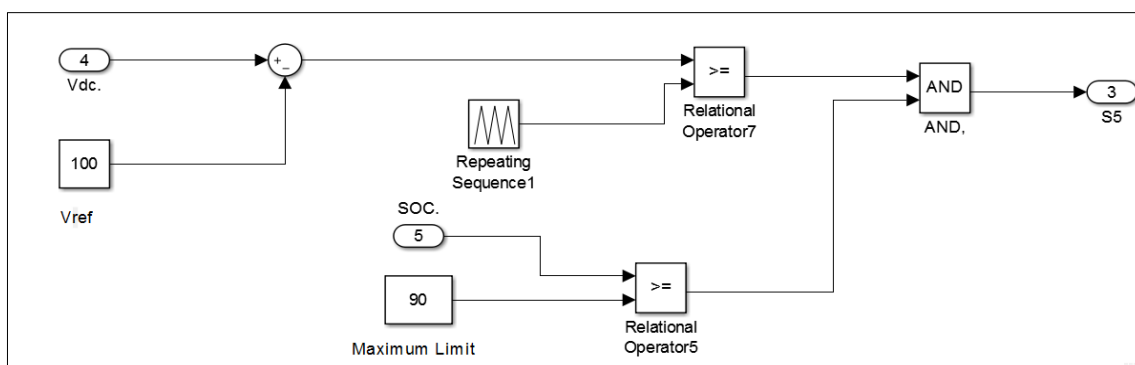 4
Vdc.
+
−
100
Vref
Repeating
Sequence1
>=
Relational
Operator7
AND
AND,
3
S5
SOC.
5
90
Maximum Limit
>=
Relational
Operator5